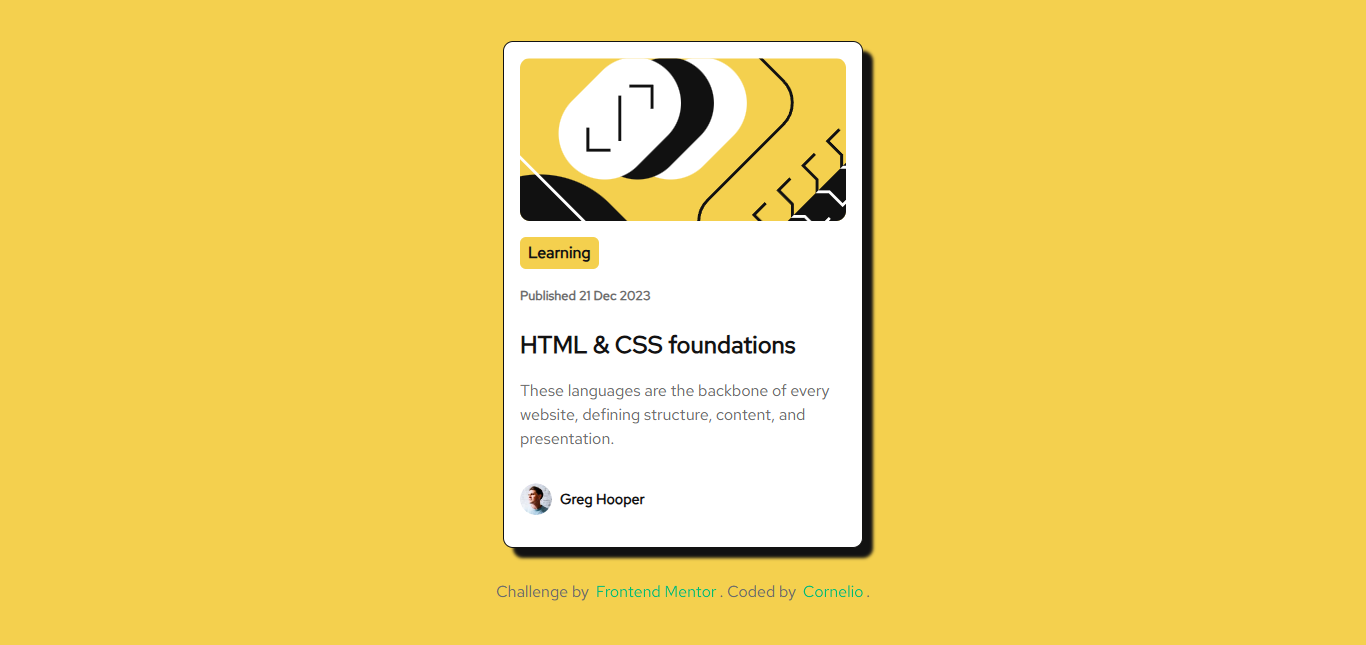 Learning
Published 21 Dec 2023
HTML & CSS foundations
These languages are the backbone of every
website, defining structure, content, and
presentation.
Greg Hooper
Challenge by Frontend Mentor . Coded by Cornelio .